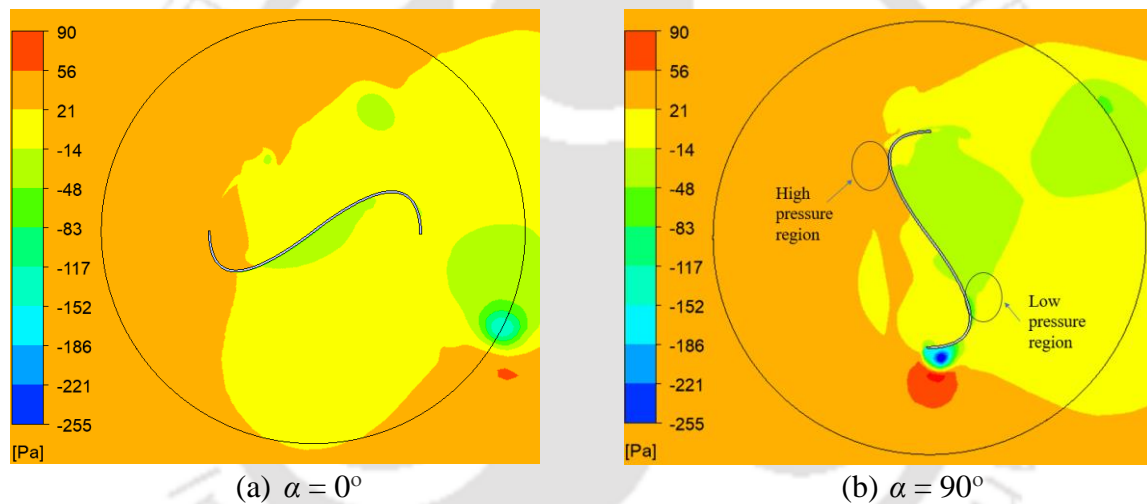 90
56
21
-14
-48
-83
-117
-152
-186
-221
-255
[Pa]
(a) α = 0°
90
56
21
-14
-48
-83
-117
-152
-186
-221
-255
[Pa]
High
pressure
region
Low
pressure
region
(b) α = 90°